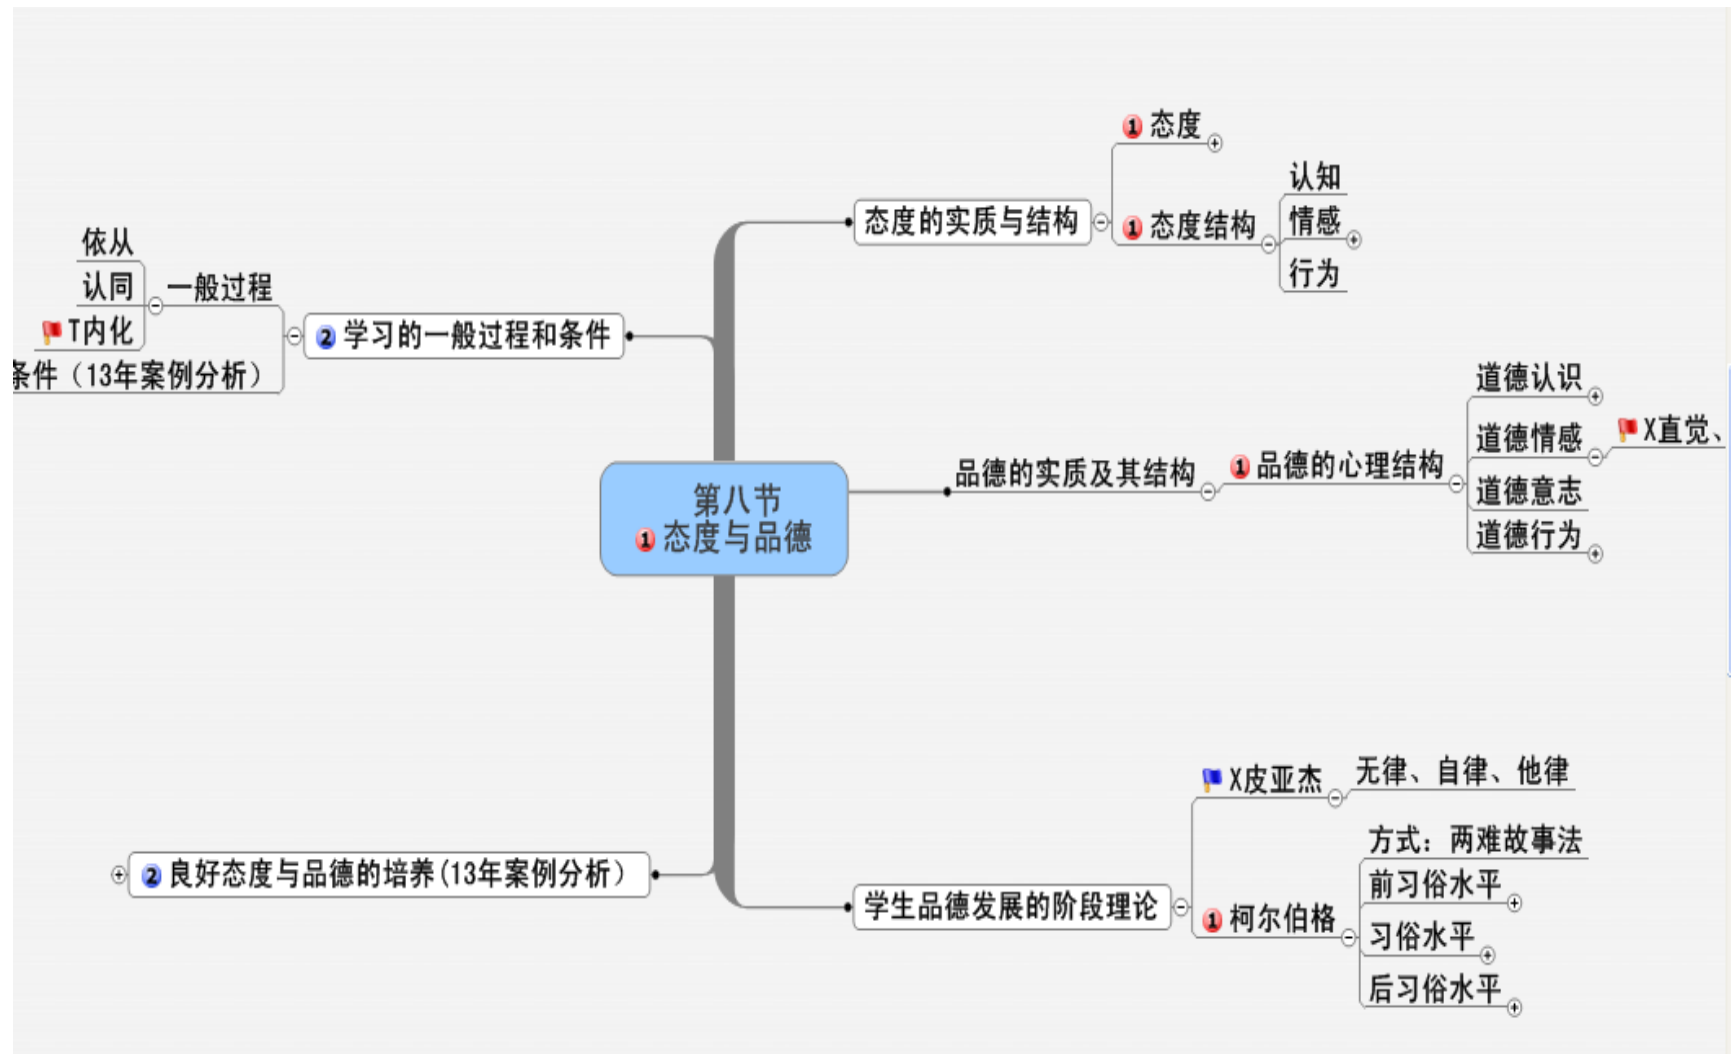 第八节
1 态度与品德
态度的实质与结构
1 态度
1 态度结构
认知
情感
行为
品德的实质及其结构
1 品德的心理结构
道德认识
道德情感
X直觉、
道德意志
道德行为
学生品德发展的阶段理论
X皮亚杰
无律、自律、他律
1 柯尔伯格
方式：两难故事法
前习俗水平
习俗水平
后习俗水平
2 学习的一般过程和条件
一般过程
依从
认同
T内化
条件（13年案例分析）
2 良好态度与品德的培养(13年案例分析）